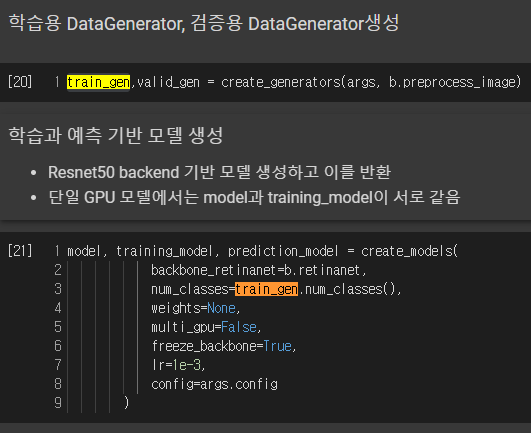 학습용 DataGenerator, 검증용 DataGenerator생성
[20] 1 train_gen,valid_gen = create_generators(args, b.preprocess_image)
학습과 예측 기반 모델 생성
• Resnet50 backend 기반 모델 생성하고 이를 반환
• 단일 GPU 모델에서는 model과 training_model이 서로 같음
[21] 1 model, training_model, prediction_model = create_models(
2 backbone_retinanet=b.retinanet,
3 num_classes=train_gen.num_classes(),
4 weights=None,
5 multi_gpu=False,
6 freeze_backbone=True,
7 lr=1e-3,
8 config=args.config
9 )